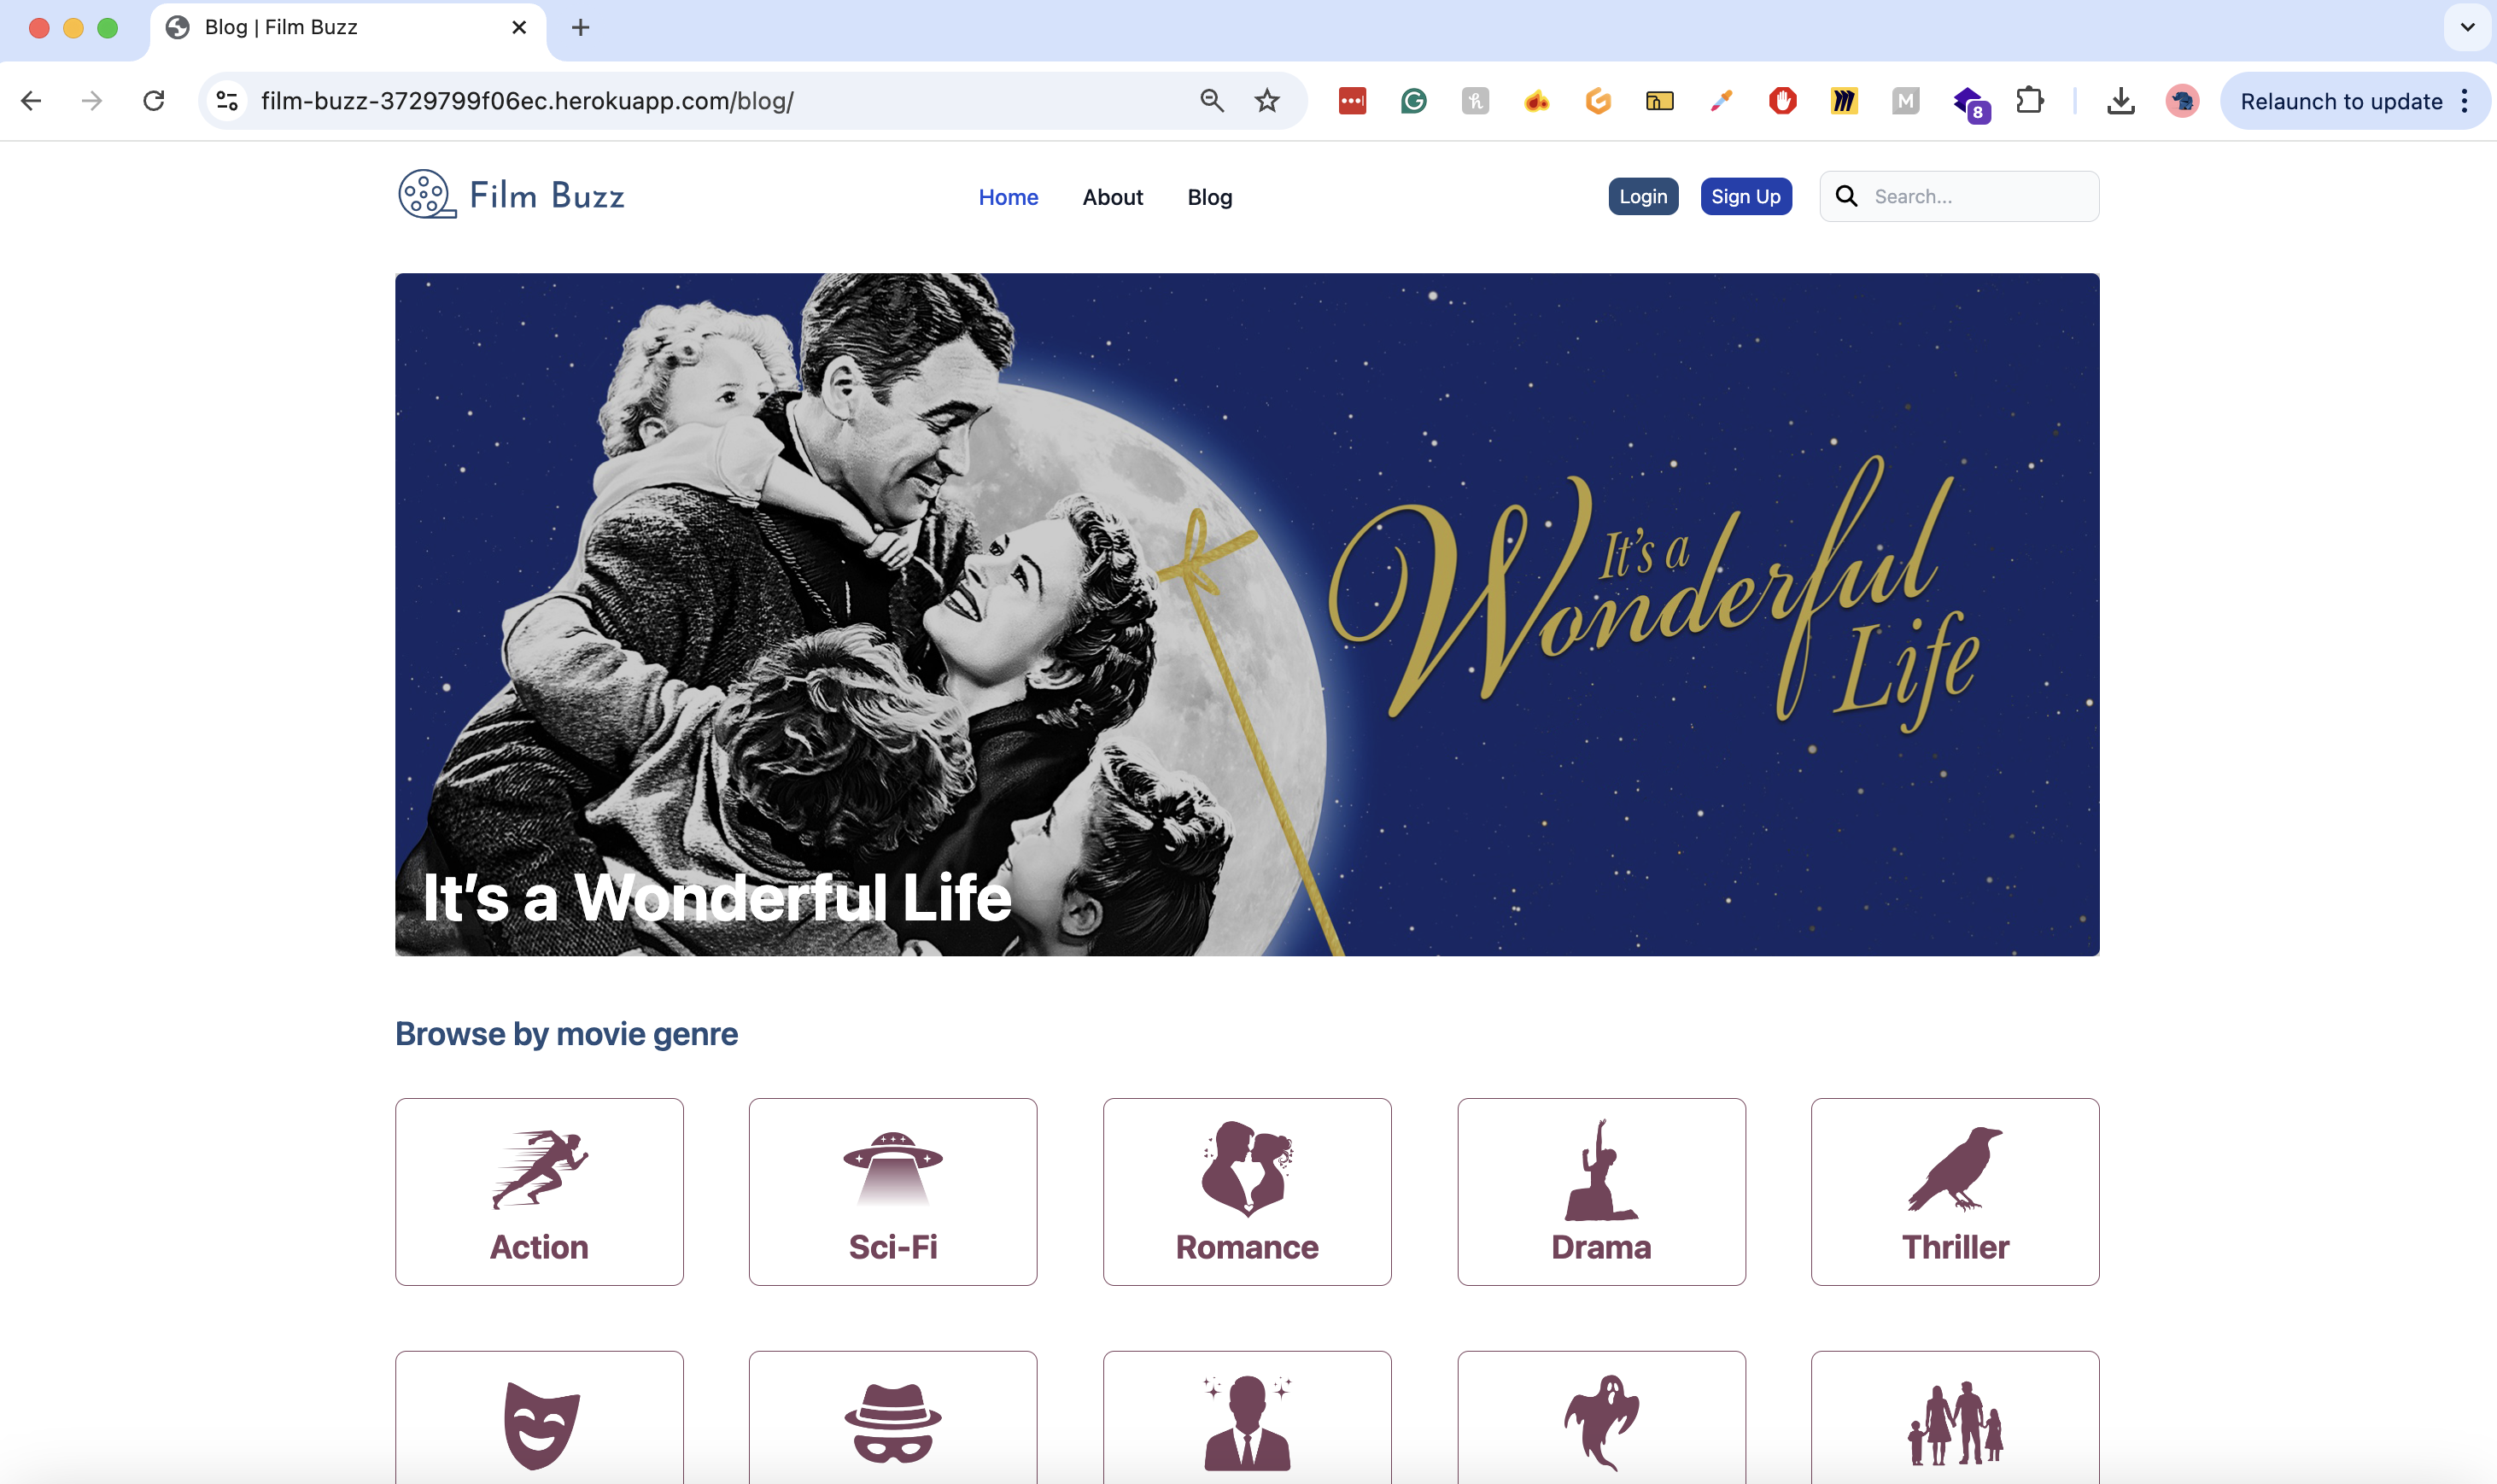 Blog | Film Buzz
film-buzz-3729799f06ec.herokuapp.com/blog/
8
Relaunch to update
Film Buzz
Home
About
Blog
Login
Sign Up
Search...
It's a
Wonderful
Life
It's a Wonderful Life
Browse by movie genre
Action
Sci-Fi
Romance
Drama
Thriller